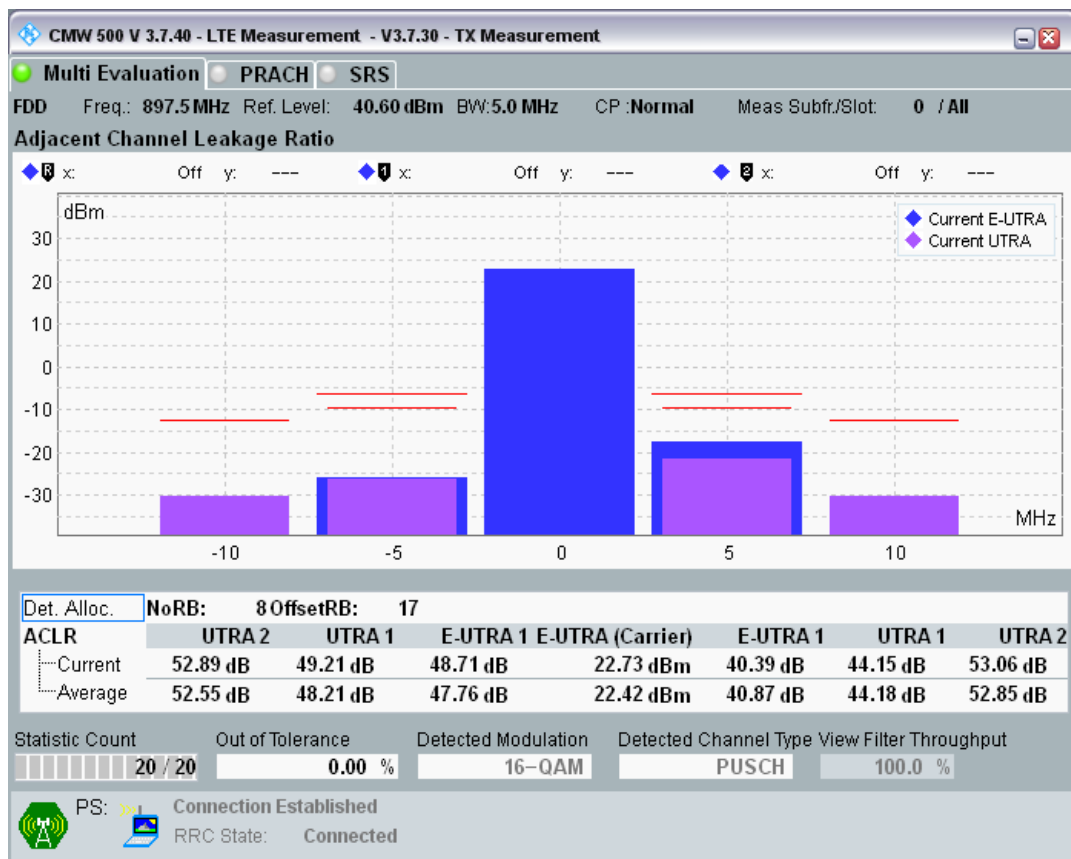 CMW 500 V 3.7.40 - LTE Measurement - V3.7.30 - TX Measurement
Multi Evaluation PRACH SRS
FDD Freq.: 897.5 MHz Ref. Level: 40.60 dBm BW:5.0 MHz CP :Normal Meas Subfr./Slot: 0 / All
Adjacent Channel Leakage Ratio
R x: Off y: --- 1 x: Off y: --- 2 x: Off y: ---
dBm
Current E-UTRA
Current UTRA
30
20
10
0
-10
-20
-30
MHz
-10 -5 0 5 10
Det. Alloc. NoRB: 8 OffsetRB: 17
ACLR UTRA 2 UTRA 1 E-UTRA 1 E-UTRA (Carrier) E-UTRA 1 UTRA 1 UTRA 2
Current 52.89 dB 49.21 dB 48.71 dB 22.73 dBm 40.39 dB 44.15 dB 53.06 dB
Average 52.55 dB 48.21 dB 47.76 dB 22.42 dBm 40.87 dB 44.18 dB 52.85 dB
Statistic Count Out of Tolerance Detected Modulation Detected Channel Type View Filter Throughput
20 / 20 0.00 % 16-QAM PUSCH 100.0 %
PS: Connection Established
RRC State: Connected